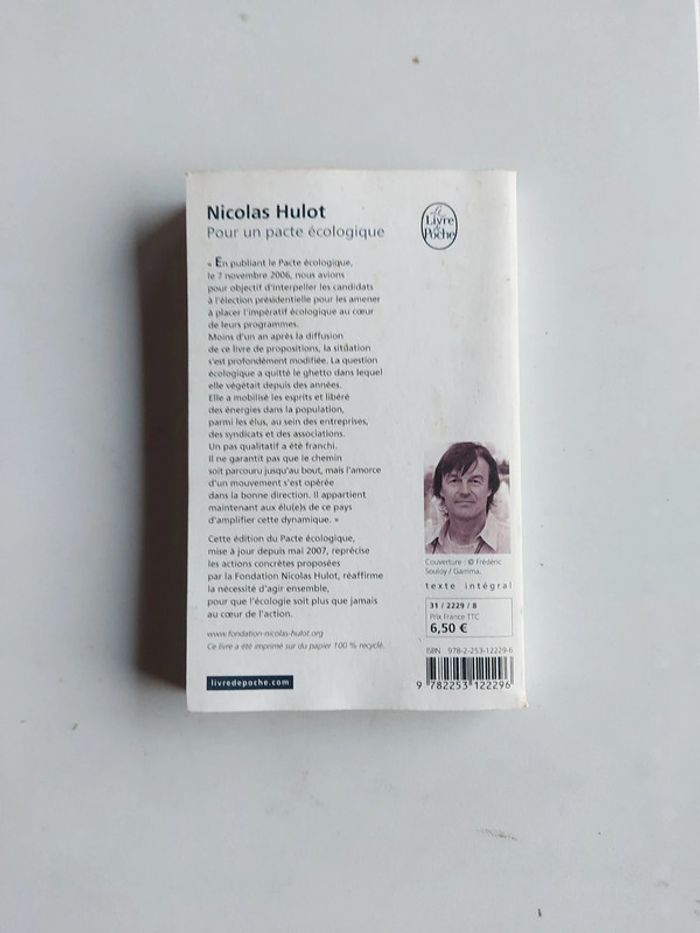 Nicolas Hulot
Pour un pacte écologique
Le
Livre
de
Poche
« En publiant le Pacte écologique,
le 7 novembre 2006, nous avions
pour objectif d'interpeller les candidats
à l'élection présidentielle pour les amener
à placer l'impératif écologique au cœur
de leurs programmes.
Moins d'un an après la diffusion
de ce livre de propositions, la situation
s'est profondément modifiée. La question
écologique a quitté le ghetto dans lequel
elle végétait depuis des années.
Elle a mobilisé les esprits et libéré
des énergies dans la population,
parmi les élus, au sein des entreprises,
des syndicats et des associations.
Un pas qualitatif a été franchi.
Il ne garantit pas que le chemin
soit parcouru jusqu'au bout, mais l'amorce
d'un mouvement s'est opérée
dans la bonne direction. Il appartient
maintenant aux élu(e)s de ce pays
d'amplifier cette dynamique. »
Cette édition du Pacte écologique,
mise à jour depuis mai 2007, reprécise
les actions concrètes proposées
par la Fondation Nicolas Hulot, réaffirme
la nécessité d'agir ensemble,
pour que l'écologie soit plus que jamais
au cœur de l'action.
www.fondation-nicolas-hulot.org
Ce livre a été imprimé sur du papier 100 % recyclé.
livredepoche.com
Couverture : © Frédéric
Souloy / Gamma.
texte intégral
31 / 2229 / 8
Prix France TTC
6,50 €
ISBN 978-2-253-12229-6
9 782253 122296